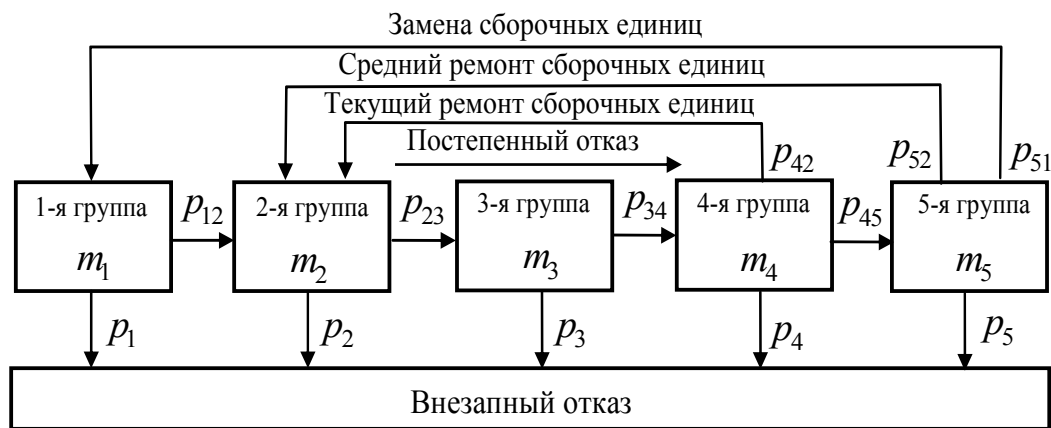 Замена сборочных единиц
Средний ремонт сборочных единиц
Текущий ремонт сборочных единиц
Постепенный отказ
p42
p52
p51
1-я группа
m1
p12
2-я группа
m2
p23
3-я группа
m3
p34
4-я группа
m4
p45
5-я группа
m5
p1
p2
p3
p4
p5
Внезапный отказ